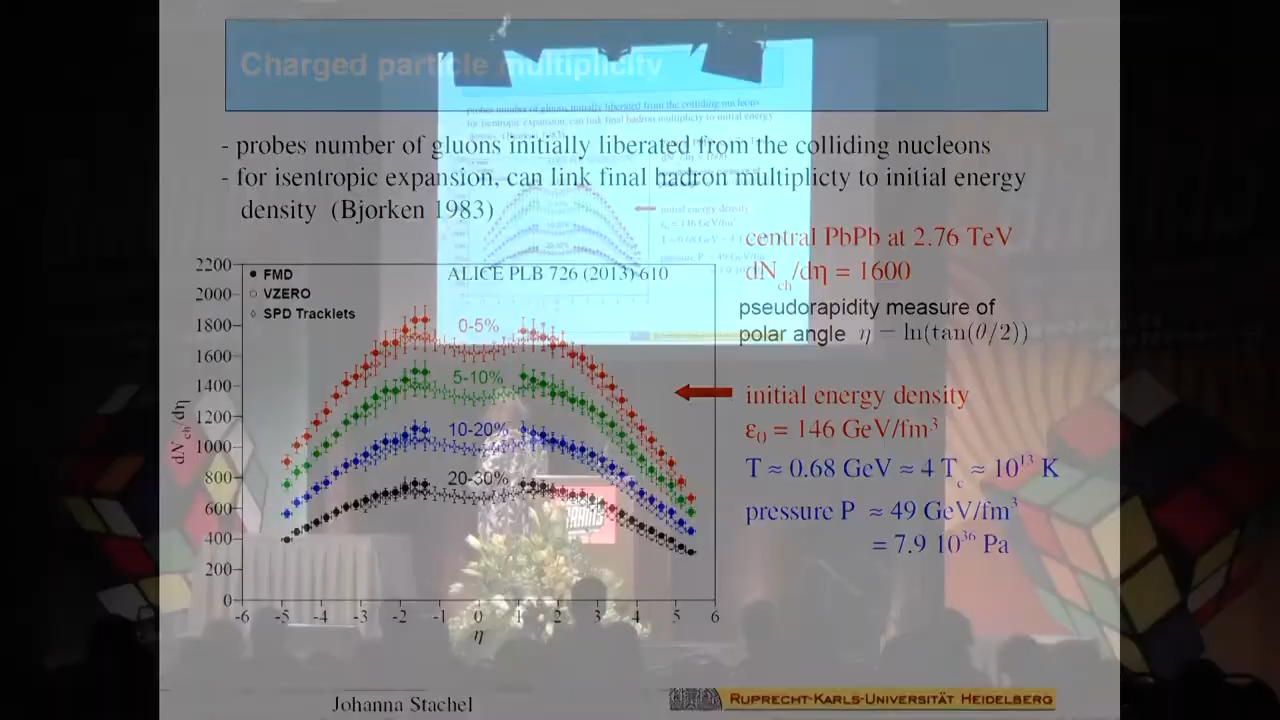 Charged particle multiplicity
- probes number of gluons initially liberated from the colliding nucleons
- for isentropic expansion, can link final hadron multiplicty to initial energy
density (Bjorken 1983)
central PbPb at 2.76 TeV
dNch/dη = 1600
pseudorapidity measure of
polar angle η = ln(tan(θ/2))
initial energy density
ε0 = 146 GeV/fm³
T ≈ 0.68 GeV ≈ 4 Tc ≈ 10¹³ K
pressure P ≈ 49 GeV/fm³
= 7.9 10³⁶ Pa
ALICE PLB 726 (2013) 610
FMD
VZERO
SPD Tracklets
0-5%
5-10%
10-20%
20-30%
dNch/dη
2200
2000
1800
1600
1400
1200
1000
800
600
400
200
0
-6 -5 -4 -3 -2 -1 0 1 2 3 4 5 6
η
Johanna Stachel
RUPRECHT-KARLS-UNIVERSITÄT HEIDELBERG